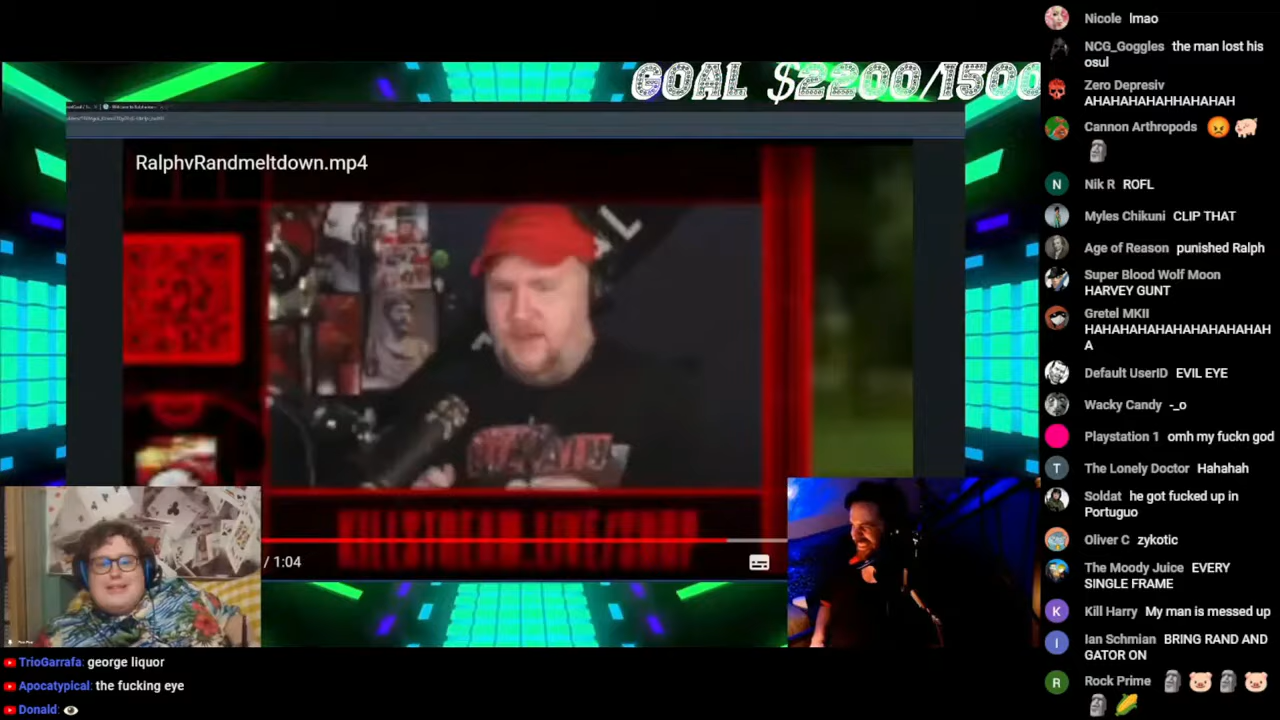 GOAL $2200/1500
RalphvRandmeltdown.mp4
/ 1:04
TrioGarrafa: george liquor
Apocatypical: the fucking eye
Donald: 👁
Nicole lmao
NCG_Goggles the man lost his
osul
Zero Depresiv
AHAHAHAHAHHAHAHAH
Cannon Arthropods 😡 🐖
🗿
Nik R ROFL
Myles Chikuni CLIP THAT
Age of Reason punished Ralph
Super Blood Wolf Moon
HARVEY GUNT
Gretel MKII
HAHAHAHAHAHAHAHAHAH
A
Default UserID EVIL EYE
Wacky Candy -_o
Playstation 1 omh my fuckn god
The Lonely Doctor Hahahah
Soldat he got fucked up in
Portuguo
Oliver C zykotic
The Moody Juice EVERY
SINGLE FRAME
Kill Harry My man is messed up
Ian Schmian BRING RAND AND
GATOR ON
Rock Prime 🗿 🐷 🗿 🐷
🗿 🌽